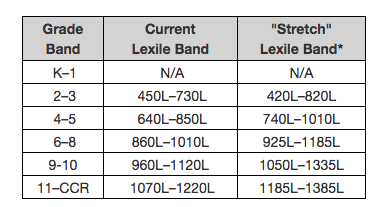 Grade Band Current Lexile Band "Stretch" Lexile Band*
K–1 N/A N/A
2–3 450L–730L 420L–820L
4–5 640L–850L 740L–1010L
6–8 860L–1010L 925L–1185L
9-10 960L–1120L 1050L–1335L
11–CCR 1070L–1220L 1185L–1385L